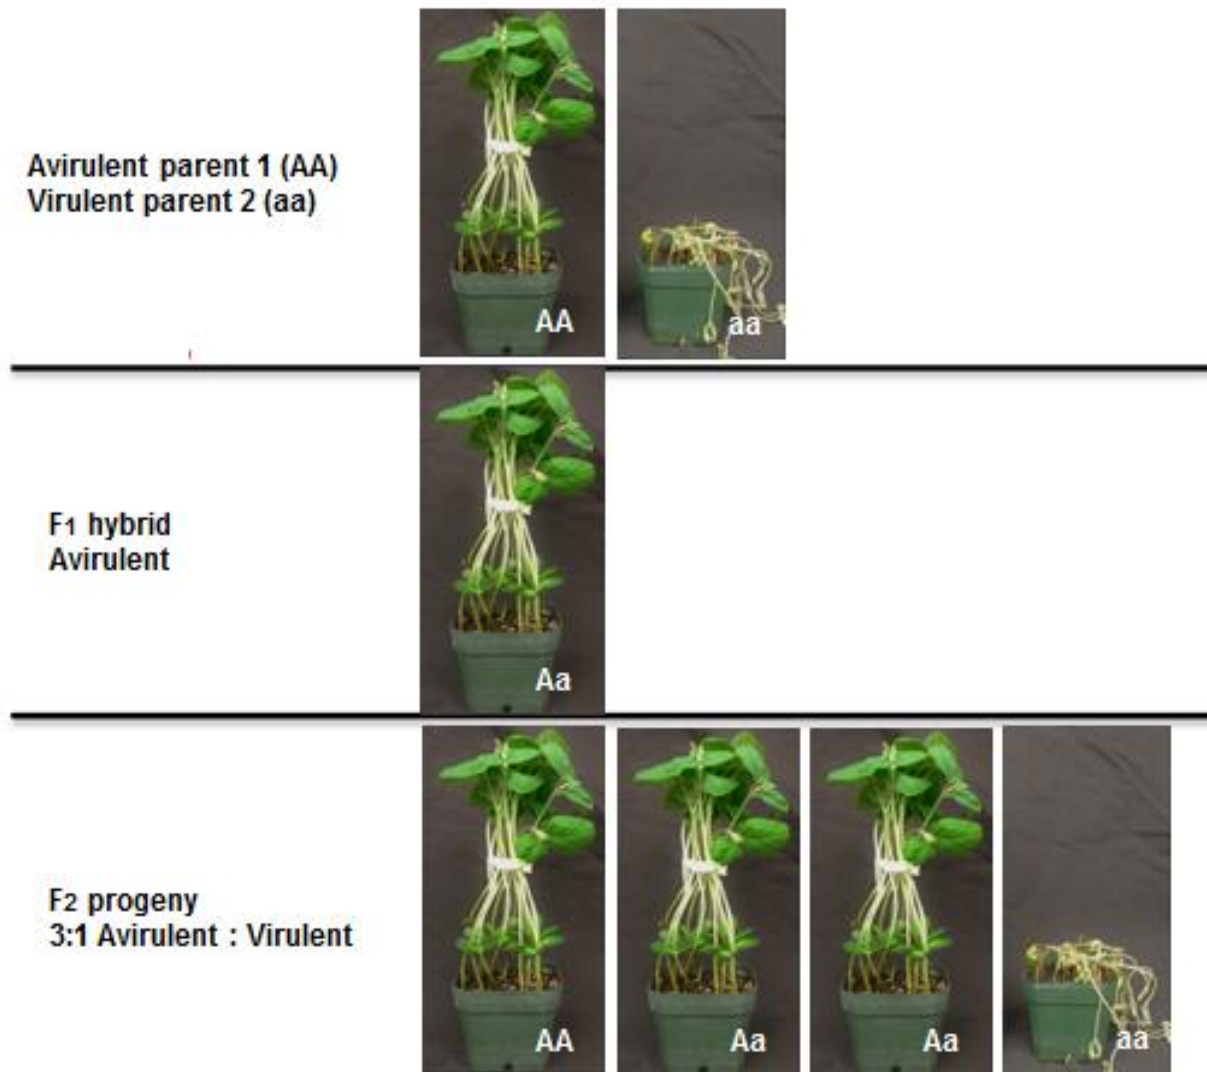 Avirulent parent 1 (AA)
Virulent parent 2 (aa)
AA
aa
F1 hybrid
Avirulent
Aa
F2 progeny
3:1 Avirulent : Virulent
AA
Aa
Aa
aa